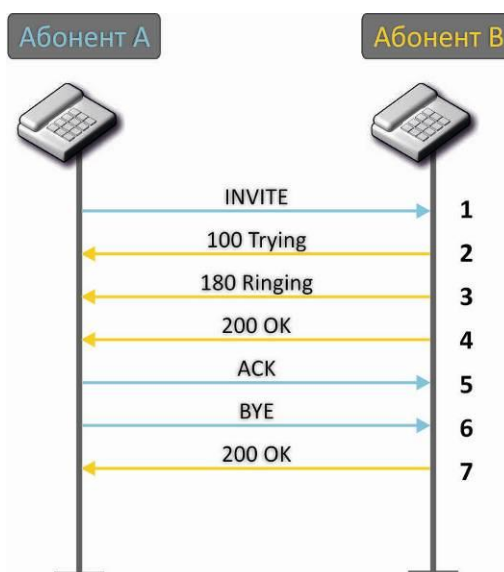 Абонент А
Абонент В
INVITE
1
100 Trying
2
180 Ringing
3
200 OK
4
ACK
5
BYE
6
200 OK
7